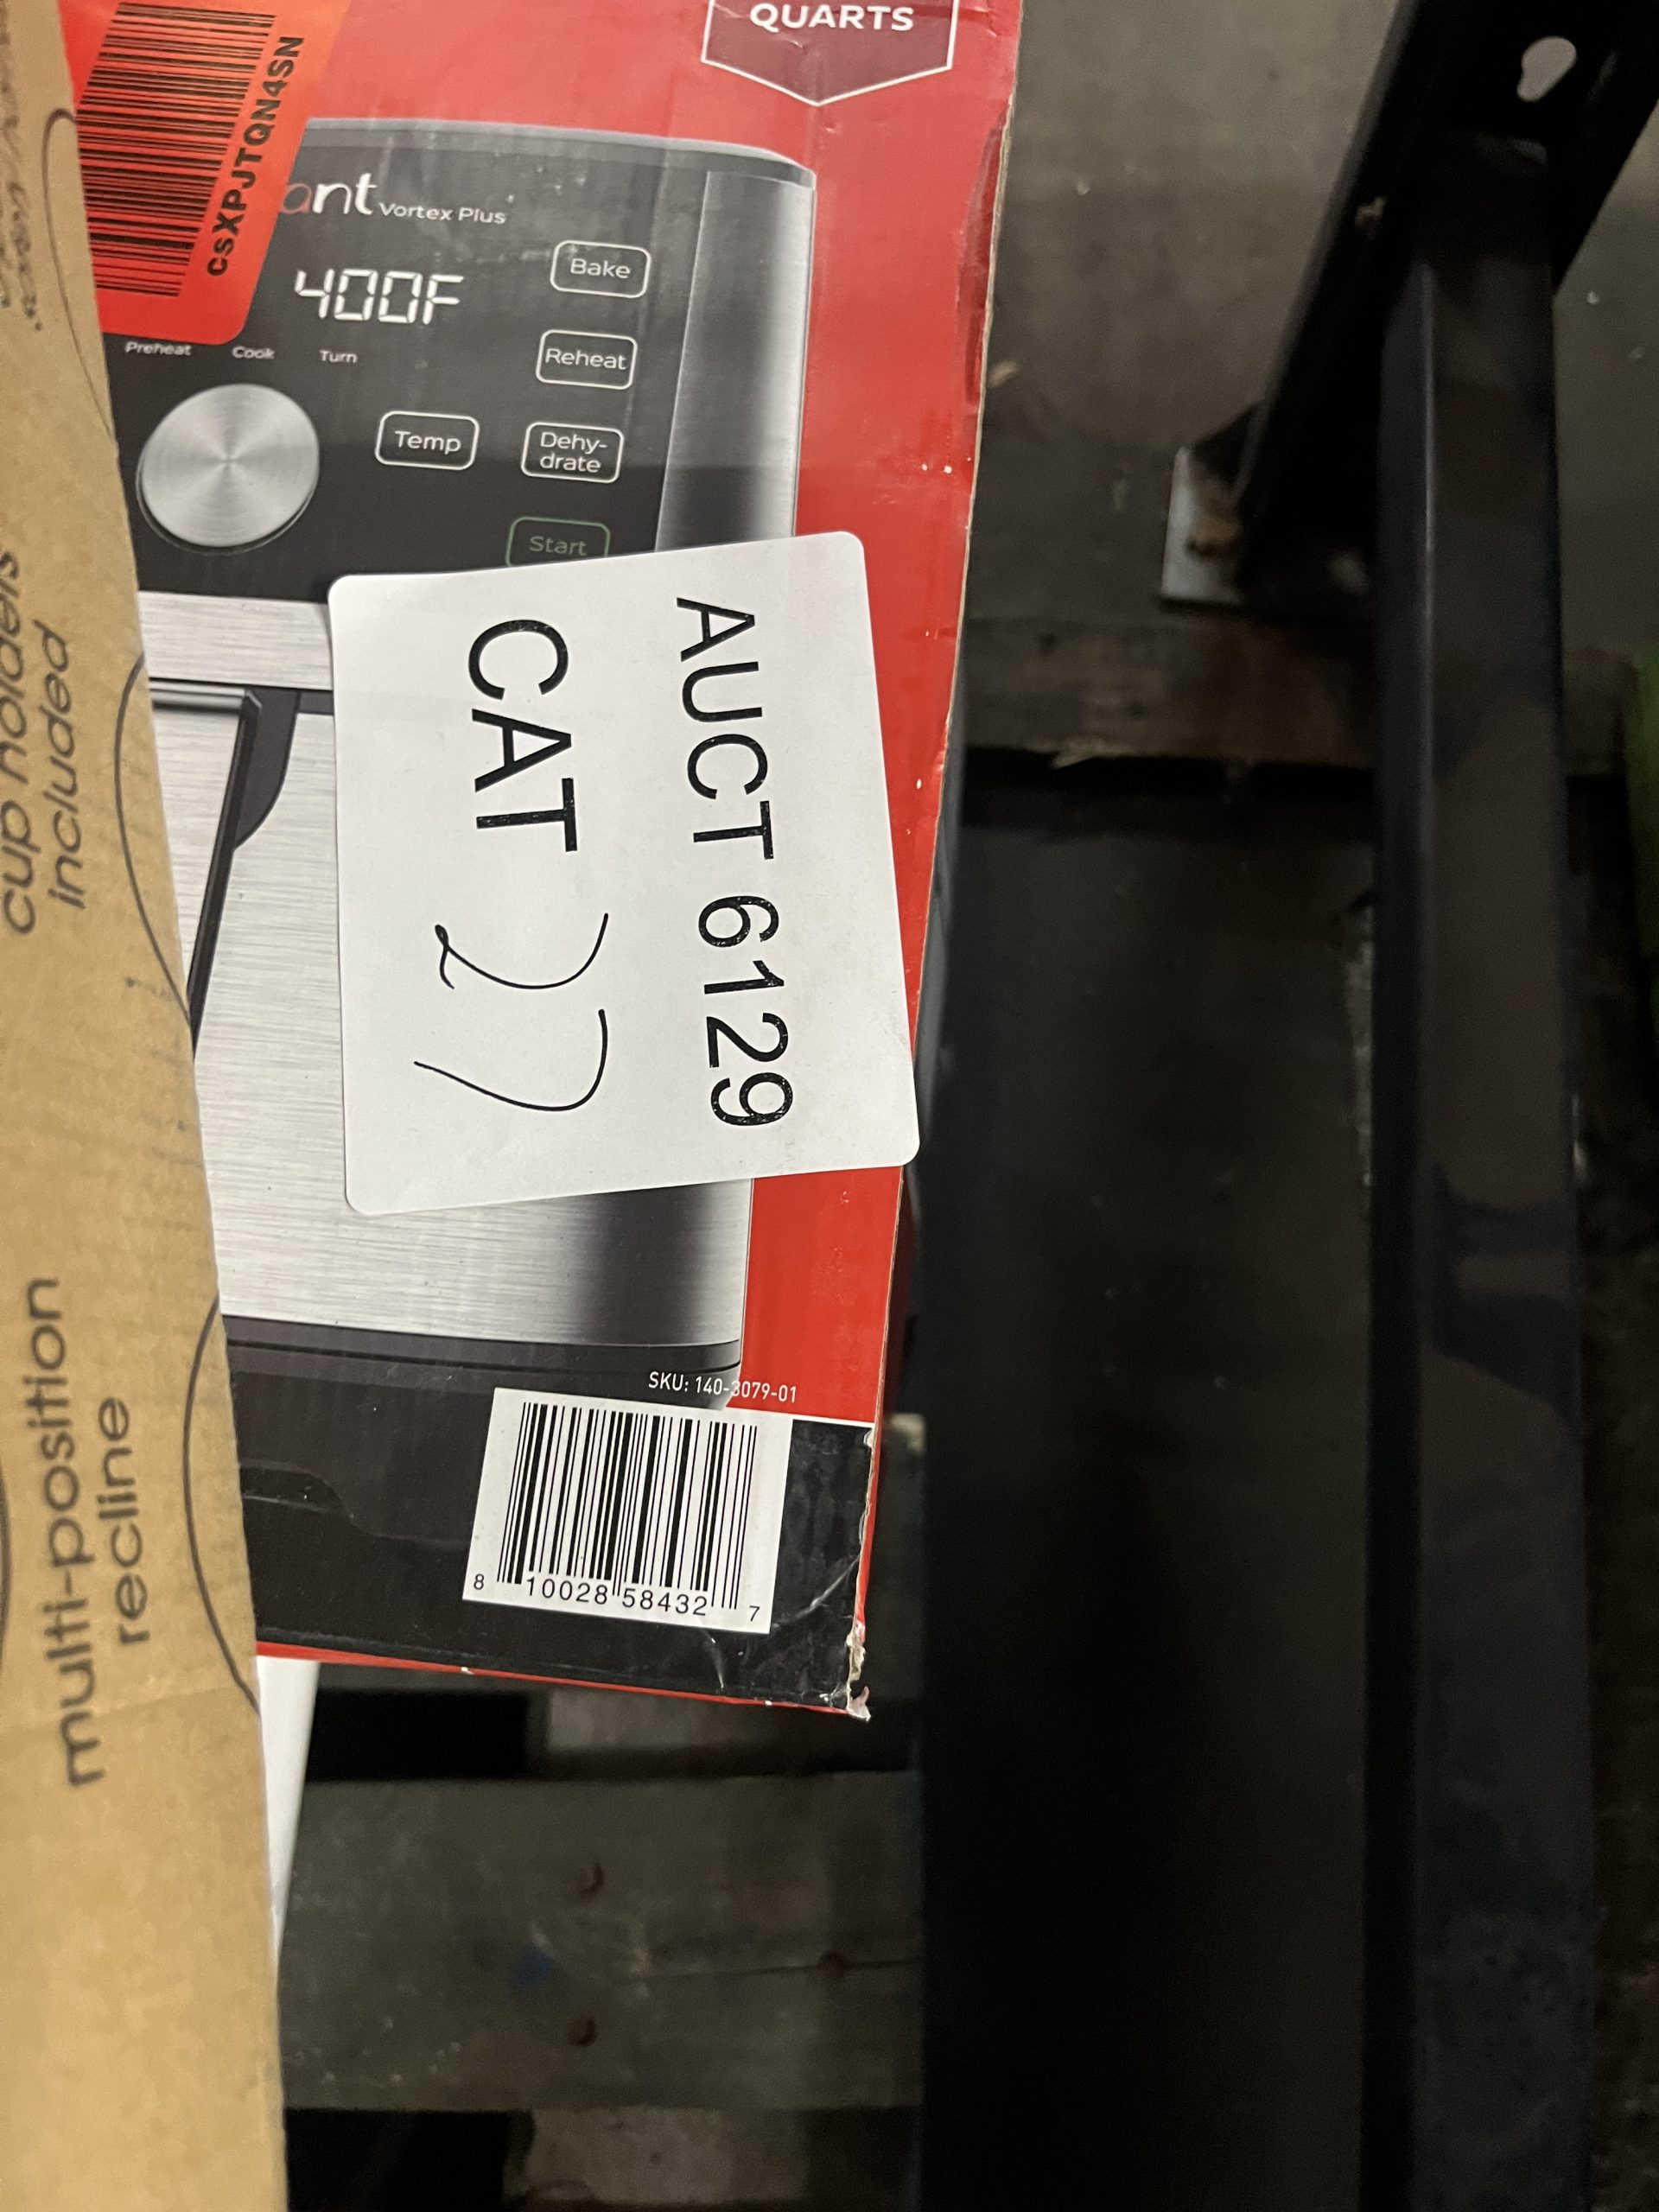 QUARTS
csXPJTQN4SN
ant Vortex Plus
400F
Bake
Preheat Cook Turn
Reheat
Temp
Dehy-
drate
Start
AUCT 6129
CAT 27
cup holders
included
multi-position
recline
SKU: 140-3079-01
8 10028 58432 7